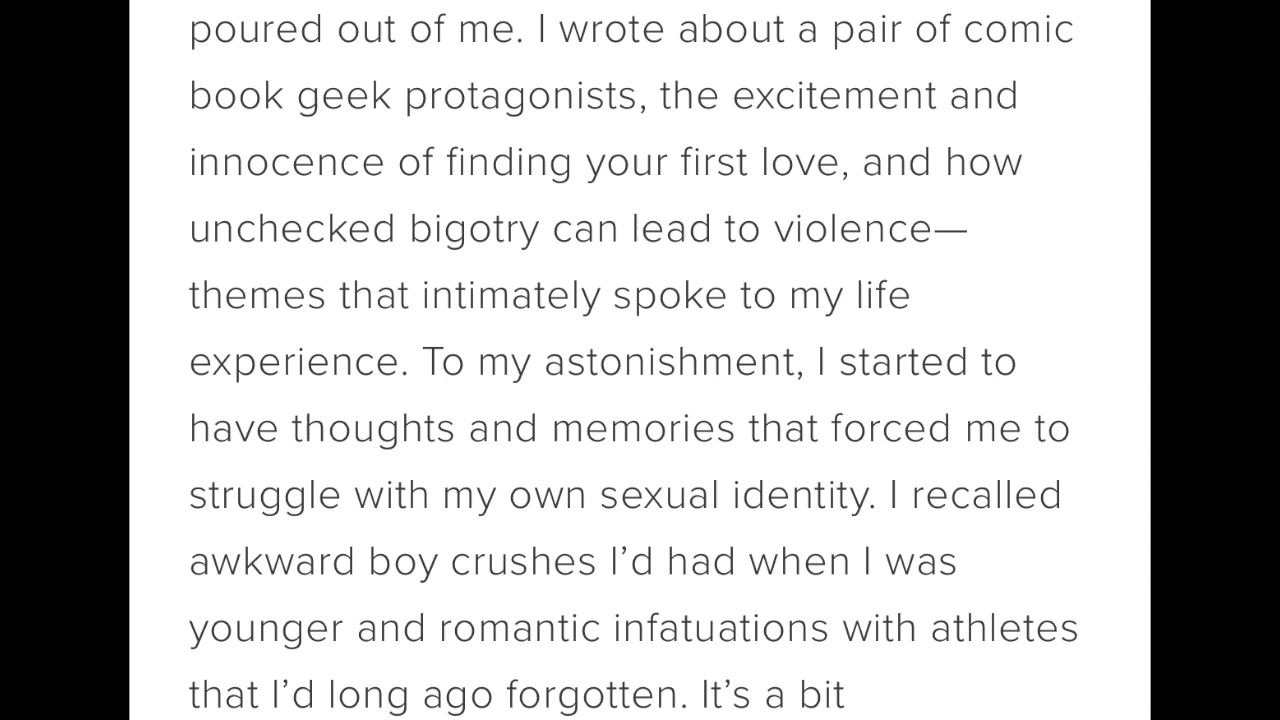 poured out of me. I wrote about a pair of comic
book geek protagonists, the excitement and
innocence of finding your first love, and how
unchecked bigotry can lead to violence—
themes that intimately spoke to my life
experience. To my astonishment, I started to
have thoughts and memories that forced me to
struggle with my own sexual identity. I recalled
awkward boy crushes I’d had when I was
younger and romantic infatuations with athletes
that I’d long ago forgotten. It’s a bit